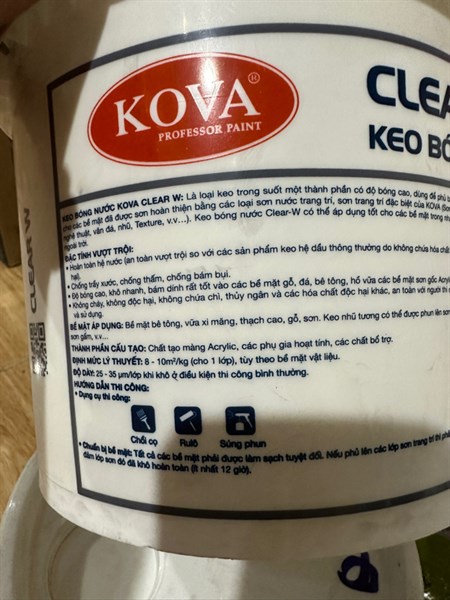 KOVA®
PROFESSOR PAINT
CLEA
KEO BÓ
CLEAR W
KEO BÓNG NƯỚC KOVA CLEAR W: Là loại keo trong suốt một thành phần có độ bóng cao, dùng để phủ b
cho các bề mặt đã được sơn hoàn thiện bằng các loại sơn nước trang trí, sơn trang trí đặc biệt của KOVA (Sơn
nghệ thuật, vân đá, nhũ, Texture, v.v...). Keo bóng nước Clear-W có thể áp dụng tốt cho các bề mặt trong nh
ngoài trời.
ĐẶC TÍNH VƯỢT TRỘI:
• Hoàn toàn hệ nước (an toàn vượt trội so với các sản phẩm keo hệ dầu thông thường do không chứa hóa chất
hại).
• Chống trầy xước, chống thấm, chống bám bụi.
• Độ bóng cao, khô nhanh, bám dính rất tốt vào các bề mặt gỗ, đá, bê tông, hồ vữa các bề mặt sơn gốc Acryl
• Không cháy, không độc hại, không chứa chì, thủy ngân và các hóa chất độc hại khác, an toàn với người thi
và sử dụng.
BỀ MẶT ÁP DỤNG: Bề mặt bê tông, vữa xi măng, thạch cao, gỗ, sơn. Keo nhũ tương có thể được phun lên sơn
sơn gấm, v.v...
THÀNH PHẦN CẤU TẠO: Chất tạo màng Acrylic, các phụ gia hoạt tính, các chất bổ trợ.
ĐỊNH MỨC LÝ THUYẾT: 8 - 10m²/kg (cho 1 lớp), tùy theo bề mặt vật liệu.
ĐỘ DÀY: 25 - 35 µm/lớp khi khô ở điều kiện thi công bình thường.
HƯỚNG DẪN THI CÔNG:
• Dụng cụ thi công:
Chổi cọ Rulô Súng phun
• Chuẩn bị bề mặt: Tất cả các bề mặt phải được làm sạch tuyệt đối. Nếu phủ lên các lớp sơn trang trí thì phả
đảm lớp sơn đó đã khô hoàn toàn (ít nhất 12 giờ).